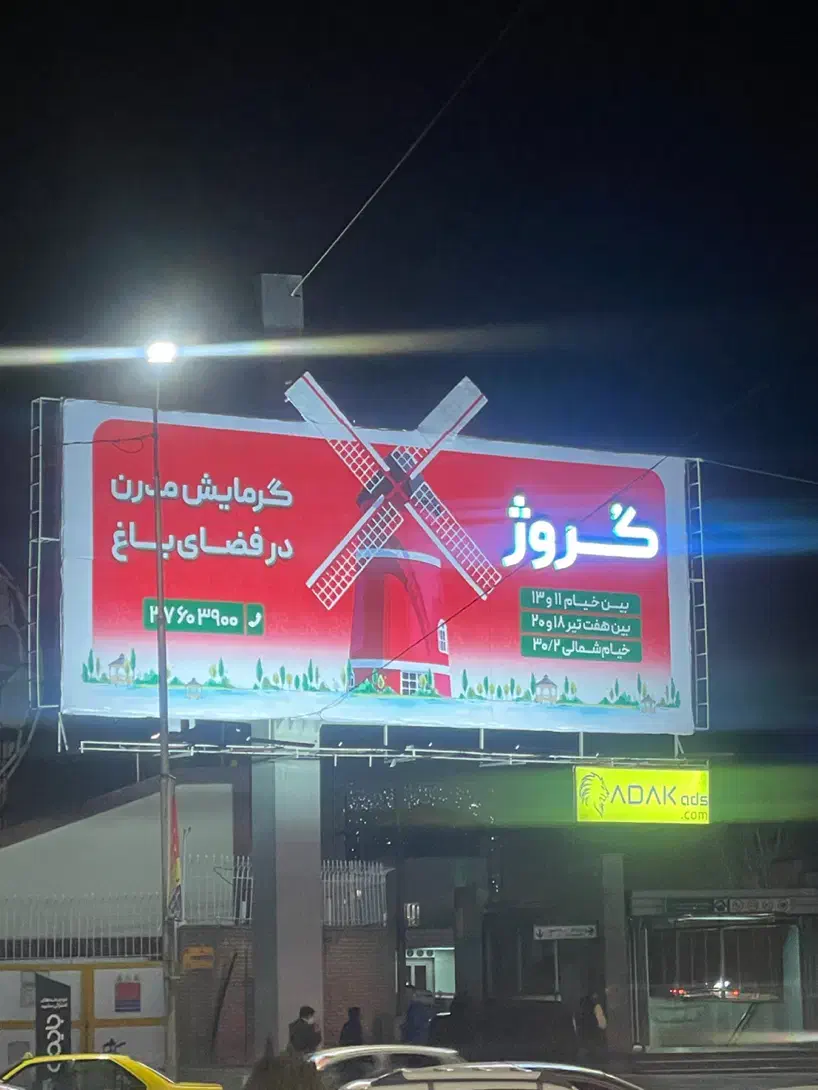 گرمایش مدرن
در فضای باغ
۳۷۶۰۳۹۰۰
گروژ
بین خیام ۱۱ و ۱۳
بین هفت تیر ۱۸ و ۲۰
خیام شمالی ۳۰/۲
ADAK ads
.com